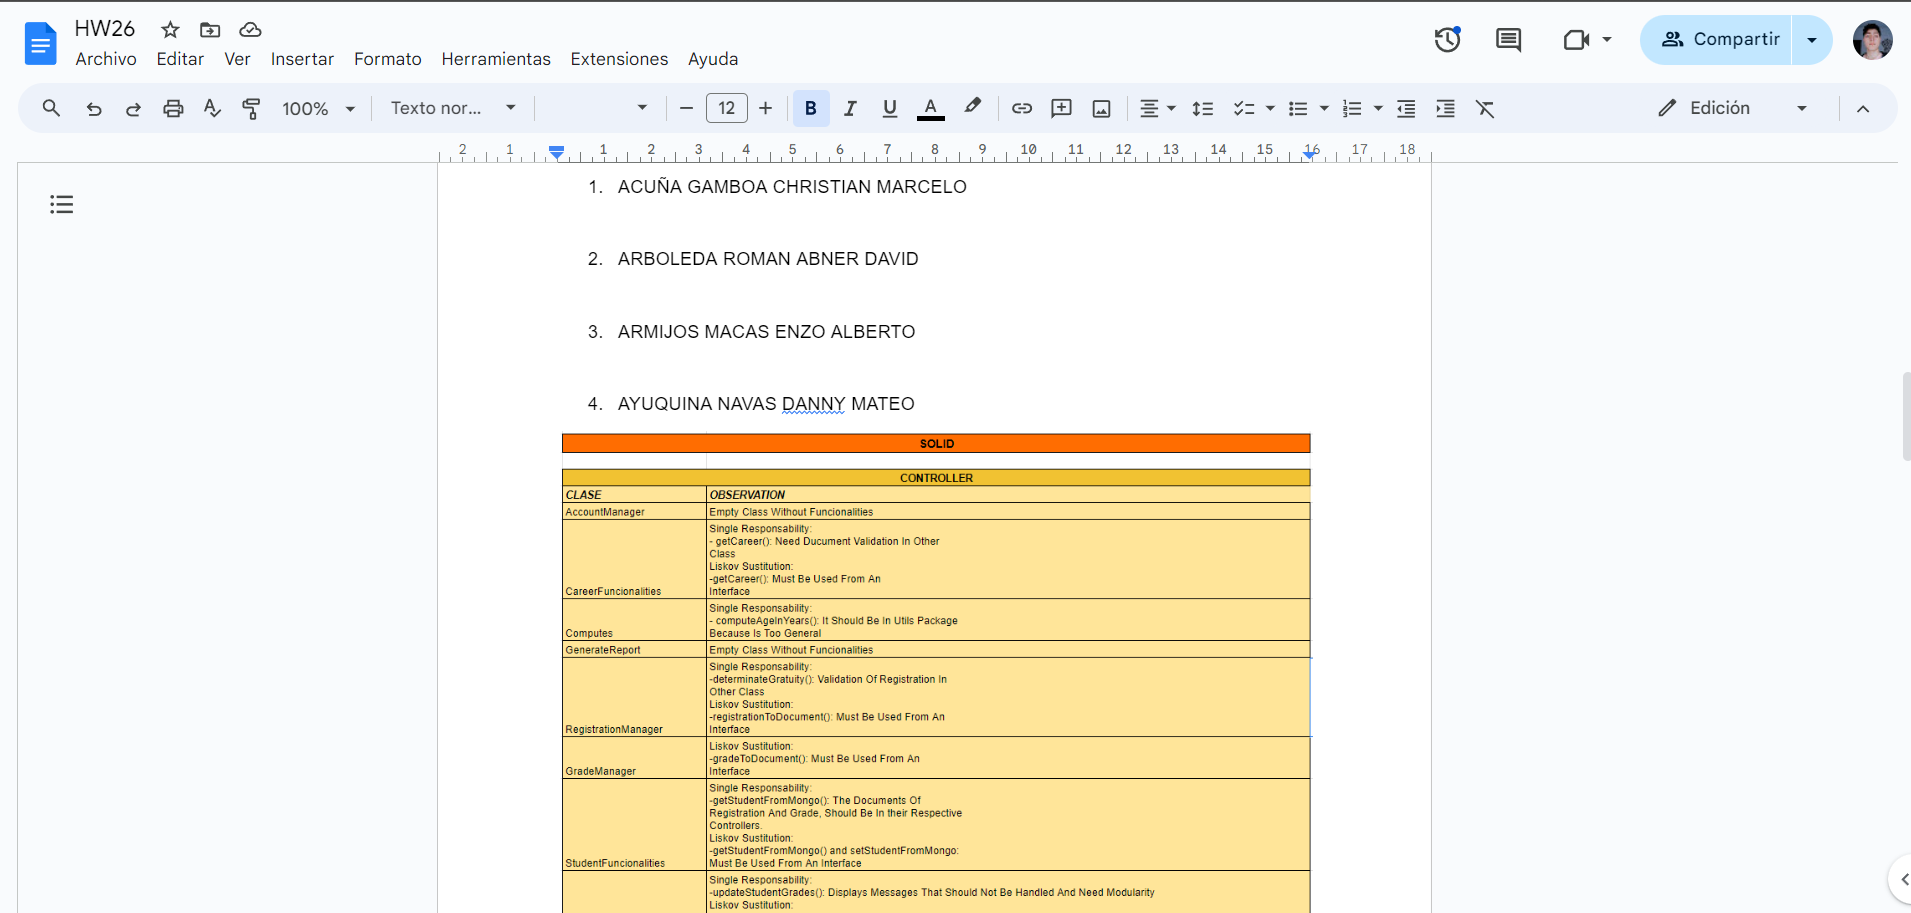 HW26
Archivo Editar Ver Insertar Formato Herramientas Extensiones Ayuda
Compartir
100% Texto nor... 12 Edición
2 1 1 2 3 4 5 6 7 8 9 10 11 12 13 14 15 16 17 18
1. ACUÑA GAMBOA CHRISTIAN MARCELO
2. ARBOLEDA ROMAN ABNER DAVID
3. ARMIJOS MACAS ENZO ALBERTO
4. AYUQUINA NAVAS DANNY MATEO
SOLID
CONTROLLER
CLASE OBSERVATION
AccountManager Empty Class Without Funcionalities
Single Responsability:
- getCareer(): Need Ducument Validation In Other
Class
Liskov Sustitution:
-getCareer(): Must Be Used From An
CareerFuncionalities Interface
Single Responsability:
- computeAgeInYears(): It Should Be In Utils Package
Computes Because Is Too General
GenerateReport Empty Class Without Funcionalities
Single Responsability:
-determinateGratuity(): Validation Of Registration In
Other Class
Liskov Sustitution:
-registrationToDocument(): Must Be Used From An
RegistrationManager Interface
Liskov Sustitution:
-gradeToDocument(): Must Be Used From An
GradeManager Interface
Single Responsability:
-getStudentFromMongo(): The Documents Of
Registration And Grade, Should Be In their Respective
Controllers.
Liskov Sustitution:
-getStudentFromMongo() and setStudentFromMongo:
StudentFuncionalities Must Be Used From An Interface
Single Responsability:
-updateStudentGrades(): Displays Messages That Should Not Be Handled And Need Modularity
Liskov Sustitution: